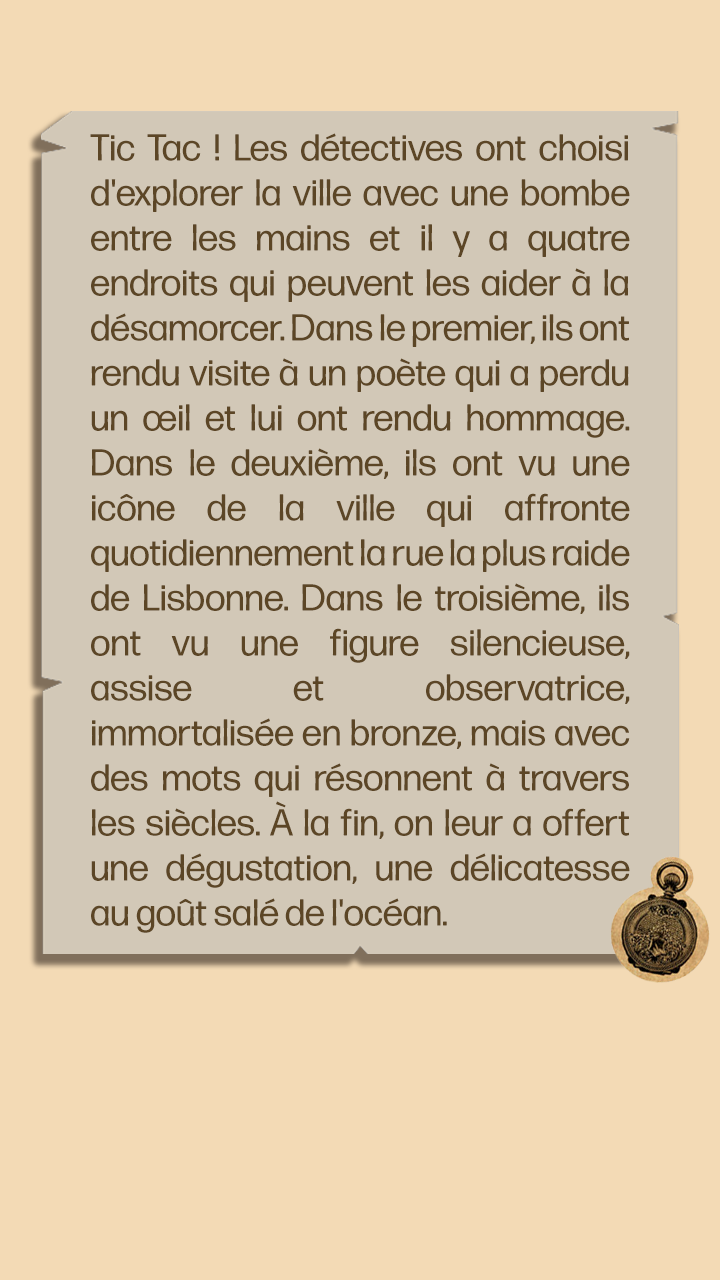 Tic Tac ! Les détectives ont choisi
d'explorer la ville avec une bombe
entre les mains et il y a quatre
endroits qui peuvent les aider à la
désamorcer. Dans le premier, ils ont
rendu visite à un poète qui a perdu
un œil et lui ont rendu hommage.
Dans le deuxième, ils ont vu une
icône de la ville qui affronte
quotidiennement la rue la plus raide
de Lisbonne. Dans le troisième, ils
ont vu une figure silencieuse,
assise et observatrice,
immortalisée en bronze, mais avec
des mots qui résonnent à travers
les siècles. À la fin, on leur a offert
une dégustation, une délicatesse
au goût salé de l'océan.